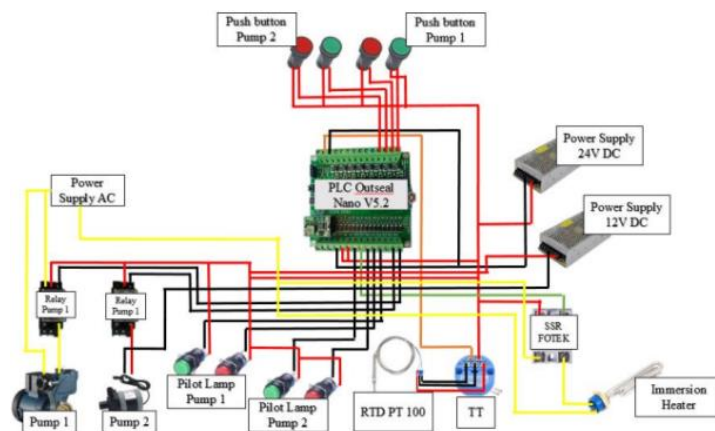 Push button
Pump 2
Push button
Pump 1
Power Supply
24V DC
PLC Outseal
Nano V5.2
Power
Supply AC
Power Supply
12V DC
Relay
Pump 1
Relay
Pump 1
SSR
FOTEK
Pilot Lamp
Pump 1
Pump 1
Pump 2
Pilot Lamp
Pump 2
RTD PT 100
TT
Immersion
Heater